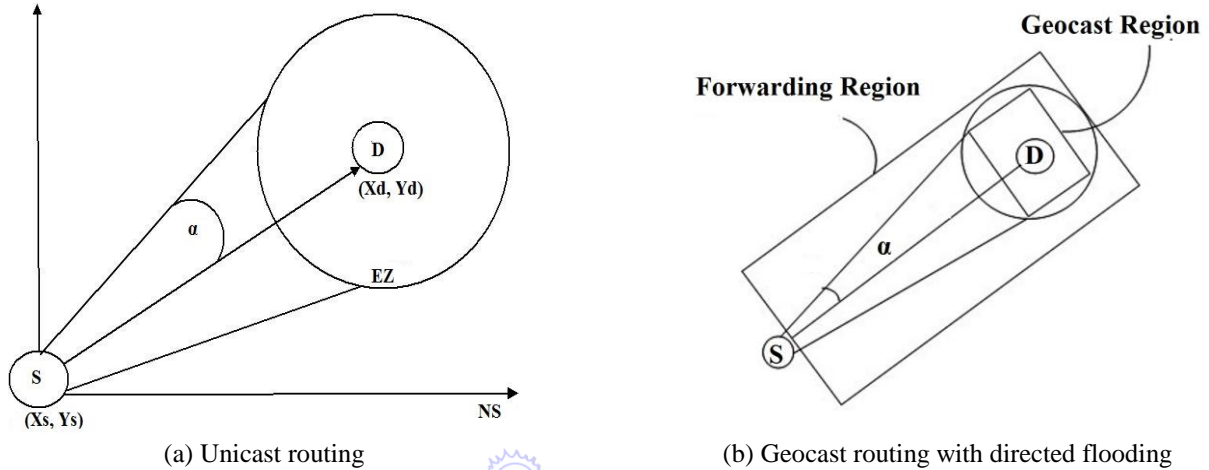 D
(Xd, Yd)
α
EZ
S
(Xs, Ys)
NS
(a) Unicast routing
Geocast Region
Forwarding Region
D
α
S
(b) Geocast routing with directed flooding